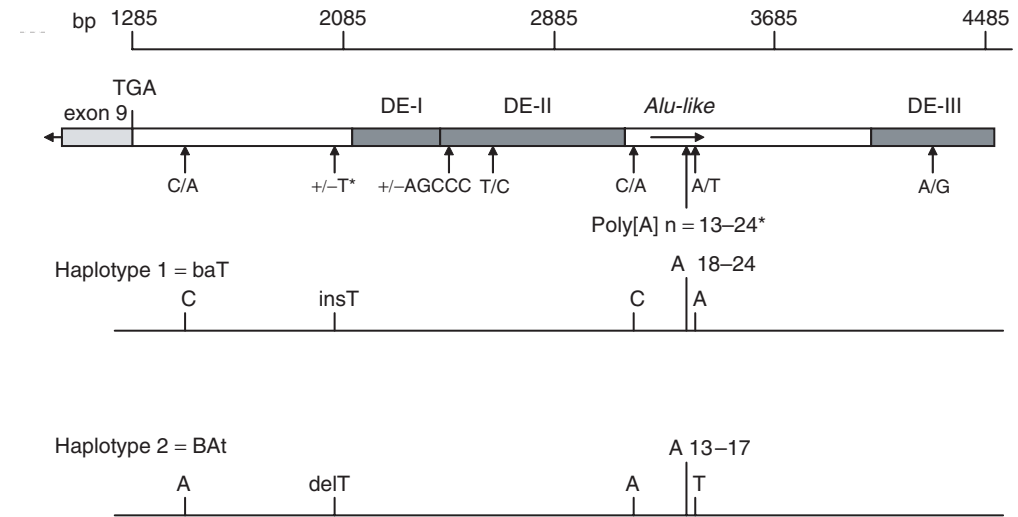 bp 1285 2085 2885 3685 4485
TGA
exon 9 DE-I DE-II Alu-like DE-III
C/A +/−T* +/−AGCCC T/C C/A A/T A/G
Poly[A] n = 13–24*
Haplotype 1 = baT A 18–24
C insT C A
Haplotype 2 = BAt A 13–17
A delT A T